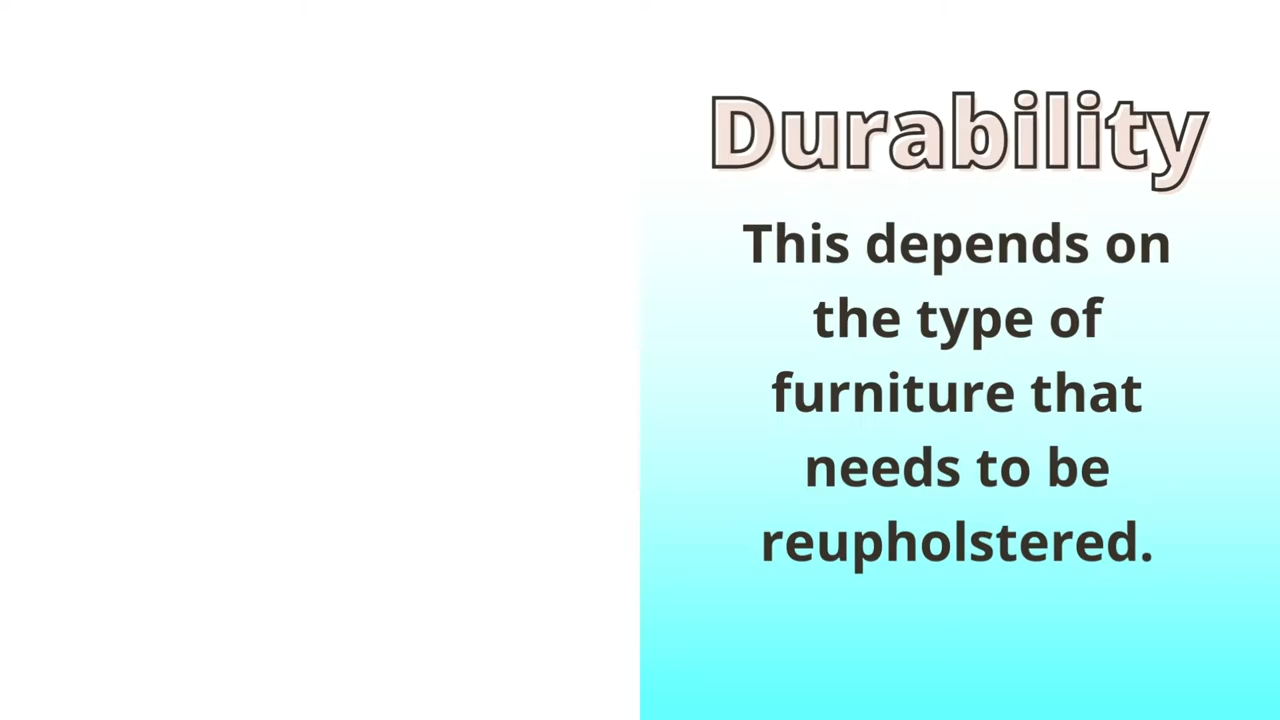 Durability
This depends on
the type of
furniture that
needs to be
reupholstered.